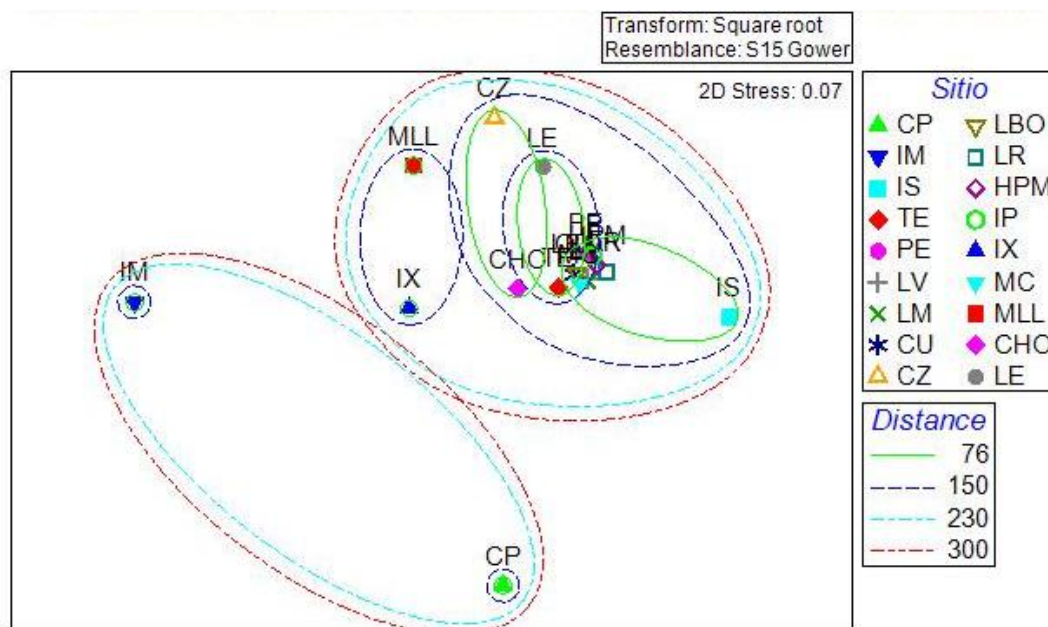 Transform: Square root
Resemblance: S15 Gower
2D Stress: 0.07
CZ
MLL
LE
IM
IX
CHO
IS
CP
Sitio
CP LBO
IM LR
IS HPM
TE IP
PE IX
LV MC
LM MLL
CU CHO
CZ LE
Distance
76
150
230
300